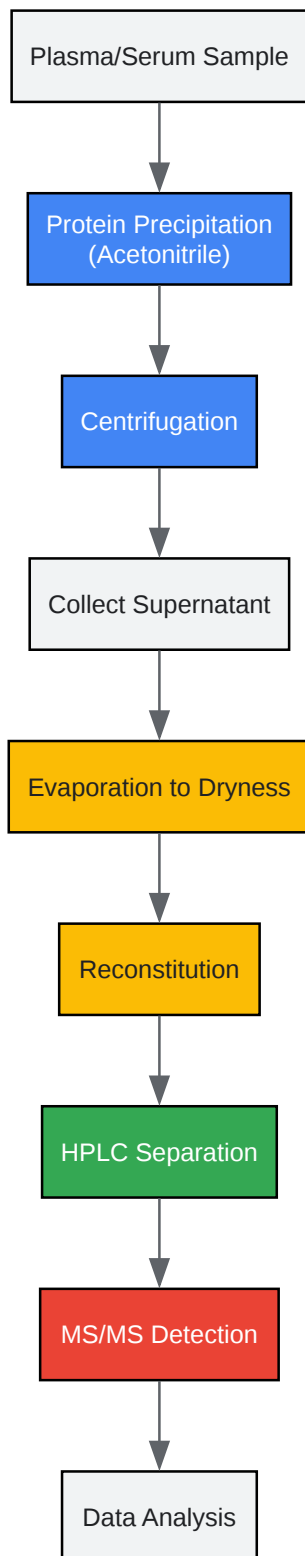 Plasma/Serum Sample
Protein Precipitation
(Acetonitrile)
Centrifugation
Collect Supernatant
Evaporation to Dryness
Reconstitution
HPLC Separation
MS/MS Detection
Data Analysis